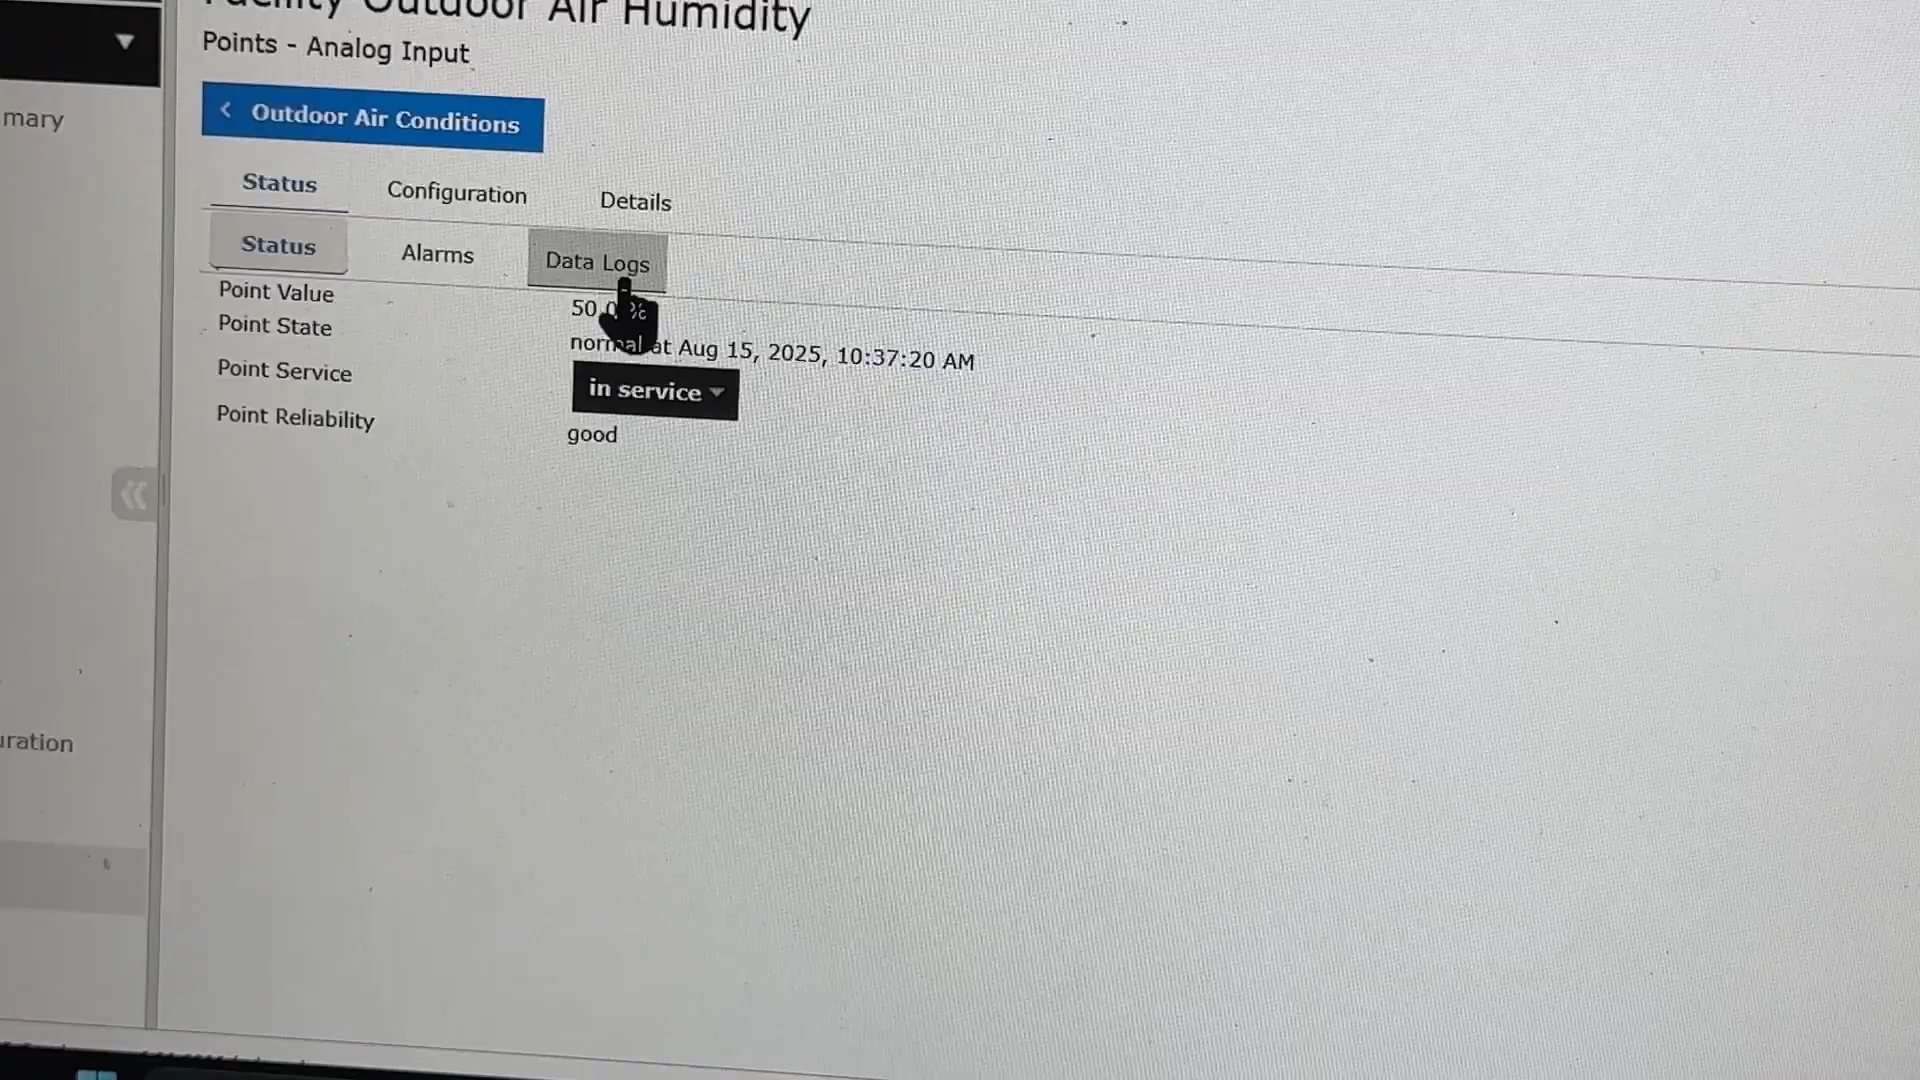 Facility Outdoor Air Humidity
Points - Analog Input
mary
Outdoor Air Conditions
Status Configuration Details
Status Alarms Data Logs
Point Value 50.0 %
Point State normal at Aug 15, 2025, 10:37:20 AM
Point Service in service
Point Reliability good
uration